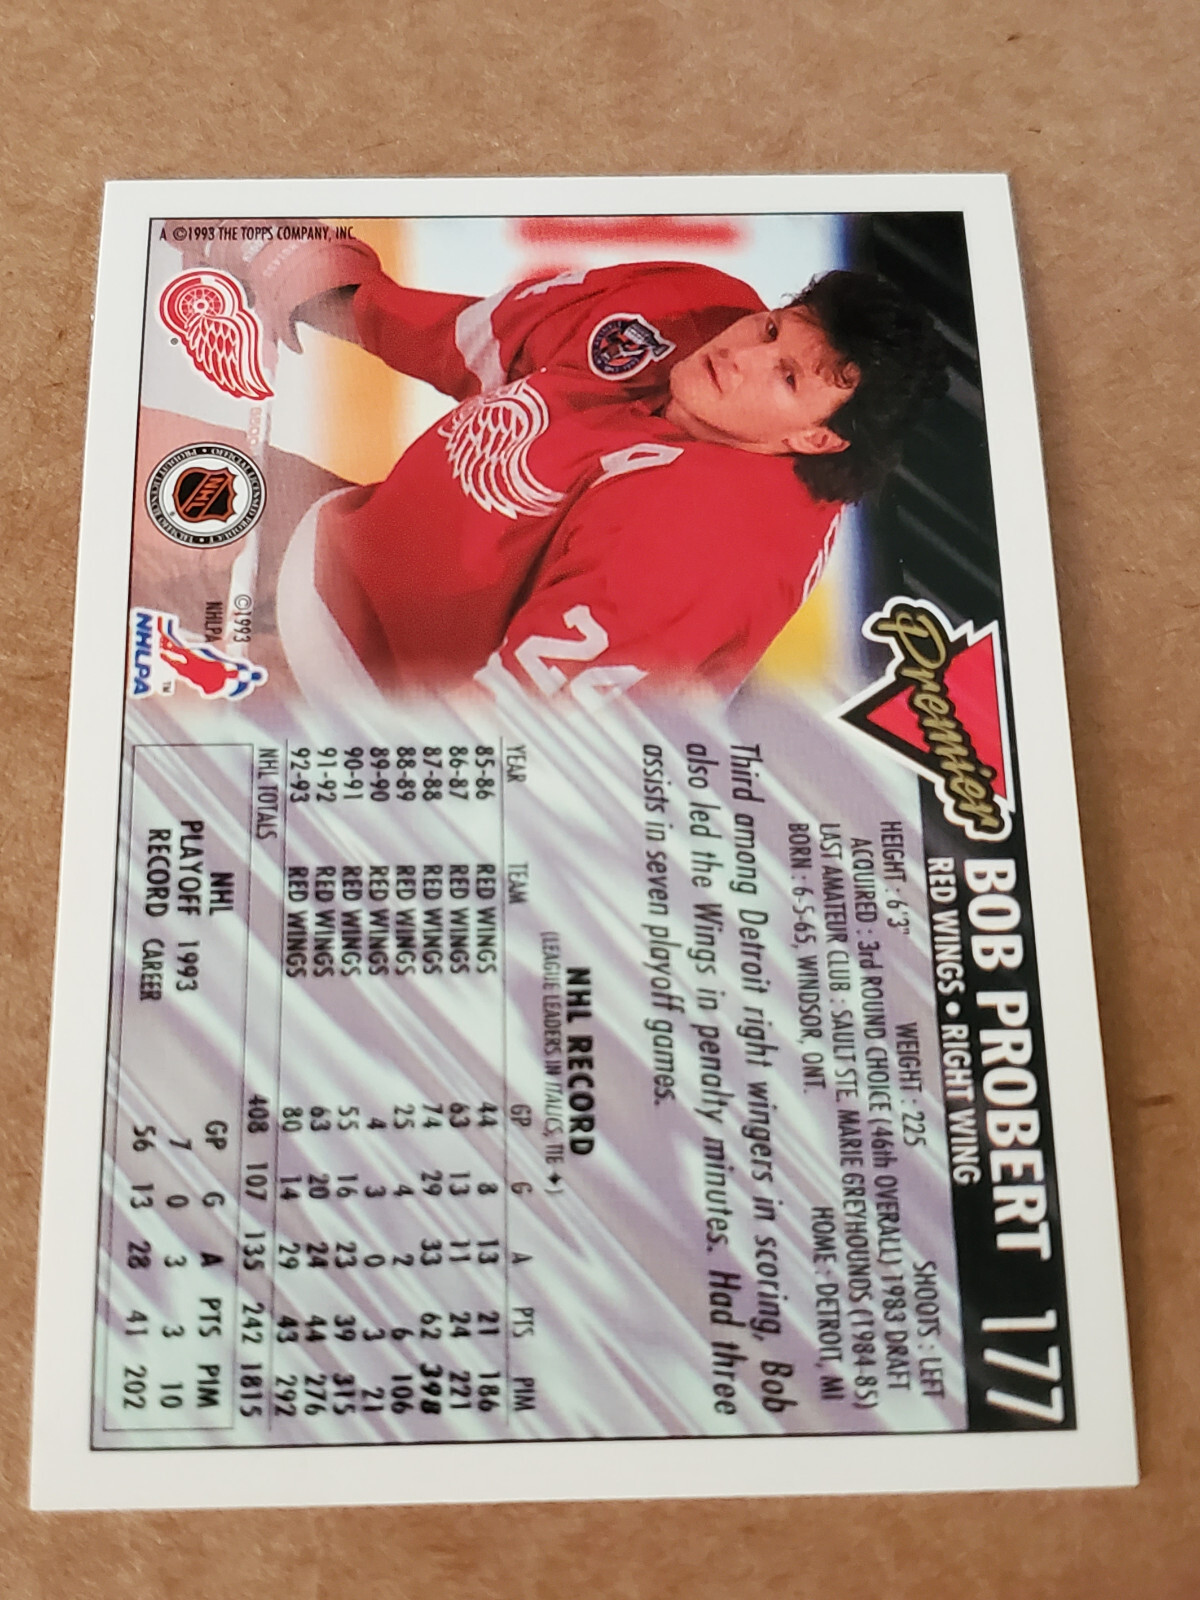 Premier
BOB PROBERT 177
RED WINGS • RIGHT WING
HEIGHT : 6'3" WEIGHT : 225 SHOOTS : LEFT
ACQUIRED : 3rd ROUND CHOICE (46th OVERALL) 1983 DRAFT
LAST AMATEUR CLUB : SAULT STE. MARIE GREYHOUNDS (1984-85)
BORN : 6-5-65, WINDSOR, ONT. HOME : DETROIT, MI
Third among Detroit right wingers in scoring, Bob
also led the Wings in penalty minutes. Had three
assists in seven playoff games.
NHL RECORD
(LEAGUE LEADERS IN ITALICS, TIE ♦)
YEAR TEAM GP G A PTS PIM
85-86 RED WINGS 44 8 13 21 186
86-87 RED WINGS 63 13 11 24 221
87-88 RED WINGS 74 29 33 62 398
88-89 RED WINGS 25 4 2 6 106
89-90 RED WINGS 4 3 0 3 21
90-91 RED WINGS 55 16 23 39 315
91-92 RED WINGS 63 20 24 44 276
92-93 RED WINGS 80 14 29 43 292
NHL TOTALS 408 107 135 242 1815
NHL GP G A PTS PIM
PLAYOFF 1993 7 0 3 3 10
RECORD CAREER 56 13 28 41 202
A
24
©1993
NHLPA
NHLPA™
NHL
OFFICIAL LICENSED PRODUCT •
A ©1993 THE TOPPS COMPANY, INC.